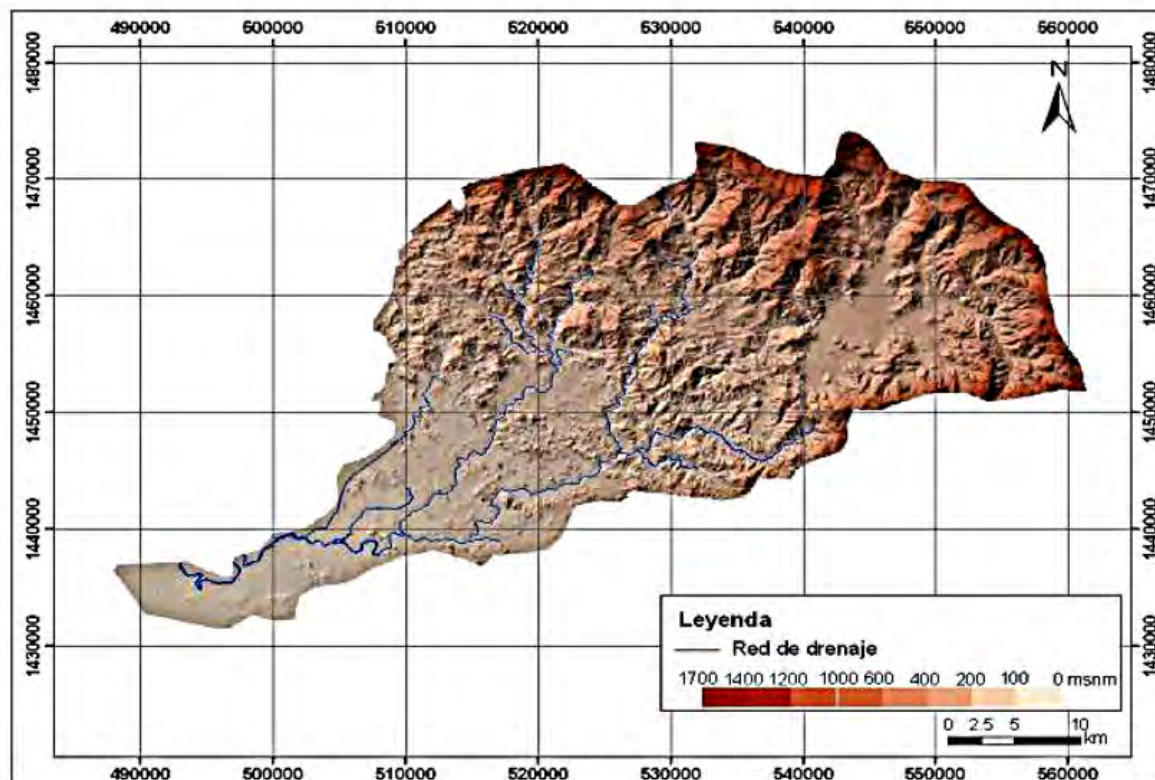 490000 500000 510000 520000 530000 540000 550000 560000
1480000 1480000
N
1470000 1470000
1460000 1460000
1450000 1450000
1440000 1440000
1430000 1430000
Leyenda
Red de drenaje
1700 1400 1200 1000 600 400 200 100 0 msnm
0 2.5 5 10
km
490000 500000 510000 520000 530000 540000 550000 560000